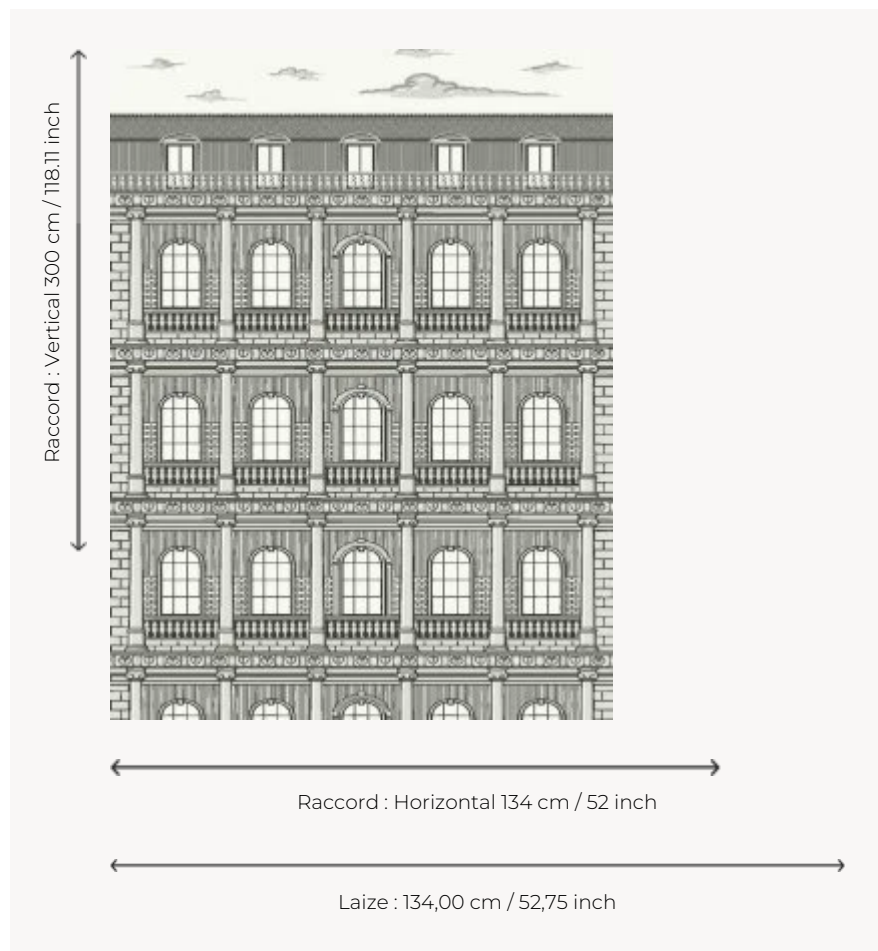 Raccord : Vertical 300 cm / 118.11 inch
Raccord : Horizontal 134 cm / 52 inch
Laize : 134,00 cm / 52,75 inch